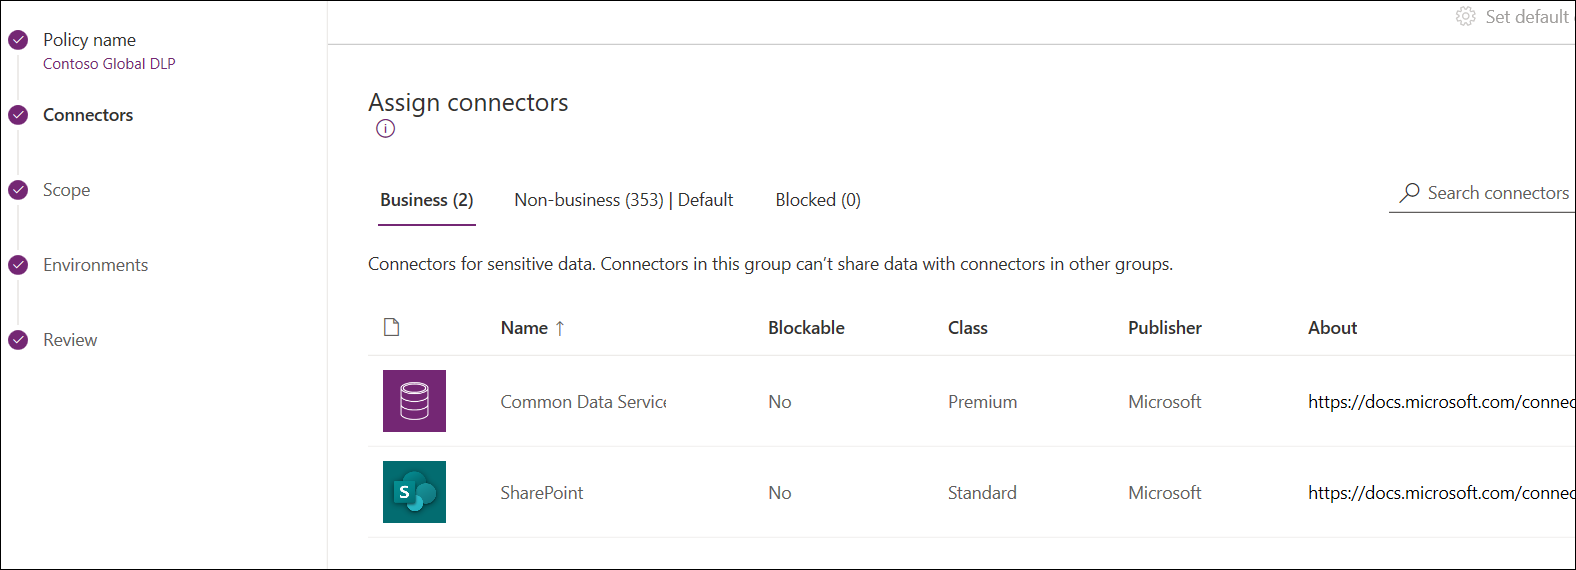 Policy name
Contoso Global DLP
Connectors
Scope
Environments
Review
Set default
Assign connectors
Business (2) Non-business (353) | Default Blocked (0) Search connectors
Connectors for sensitive data. Connectors in this group can't share data with connectors in other groups.
Name ↑ Blockable Class Publisher About
Common Data Service No Premium Microsoft https://docs.microsoft.com/connec
S SharePoint No Standard Microsoft https://docs.microsoft.com/connec